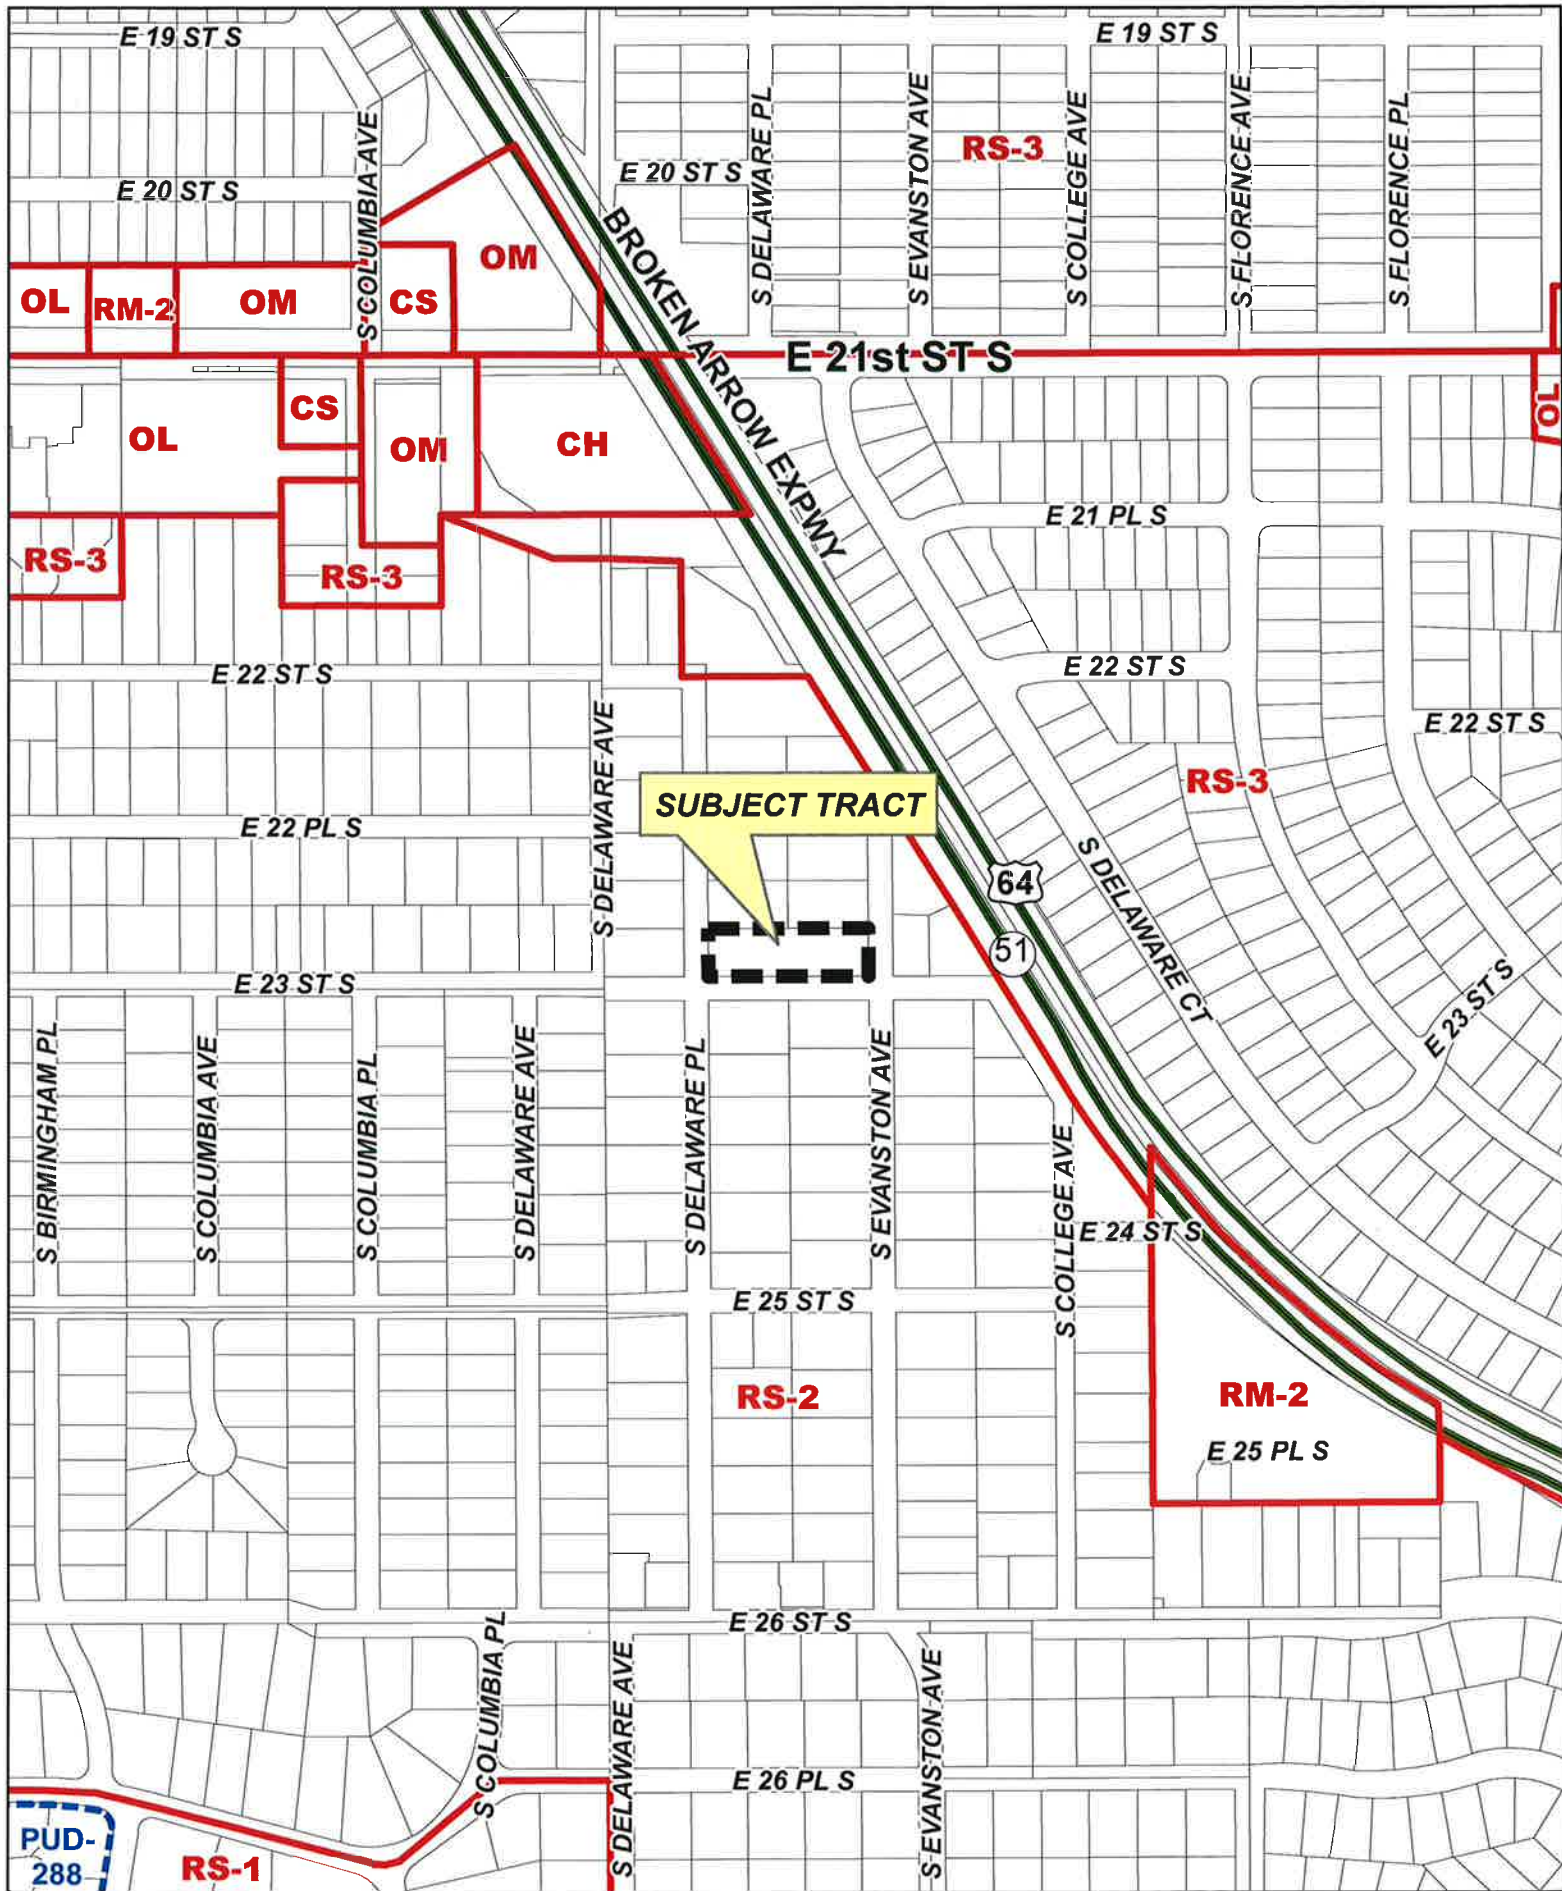 E 19 ST S
E 19 ST S
S COLUMBIA AVE
S DELAWARE PL
S EVANSTON AVE
RS-3
S COLLEGE AVE
S FLORENCE AVE
S FLORENCE PL
E 20 ST S
E 20 ST S
BROKEN ARROW EXPWY
OM
OL
RM-2
OM
CS
E 21st ST S
OL
CS
OL
OM
CH
E 21 PL S
RS-3
RS-3
E 22 ST S
E 22 ST S
E 22 ST S
S DELAWARE AVE
RS-3
SUBJECT TRACT
E 22 PL S
64
S DELAWARE CT
51
E 23 ST S
E 23 ST S
S BIRMINGHAM PL
S COLUMBIA AVE
S COLUMBIA PL
S DELAWARE AVE
S DELAWARE PL
S EVANSTON AVE
S COLLEGE AVE
E 24 ST S
E 25 ST S
RS-2
RM-2
E 25 PL S
E 26 ST S
S COLUMBIA PL
S DELAWARE AVE
S EVANSTON AVE
E 26 PL S
PUD-
288
RS-1